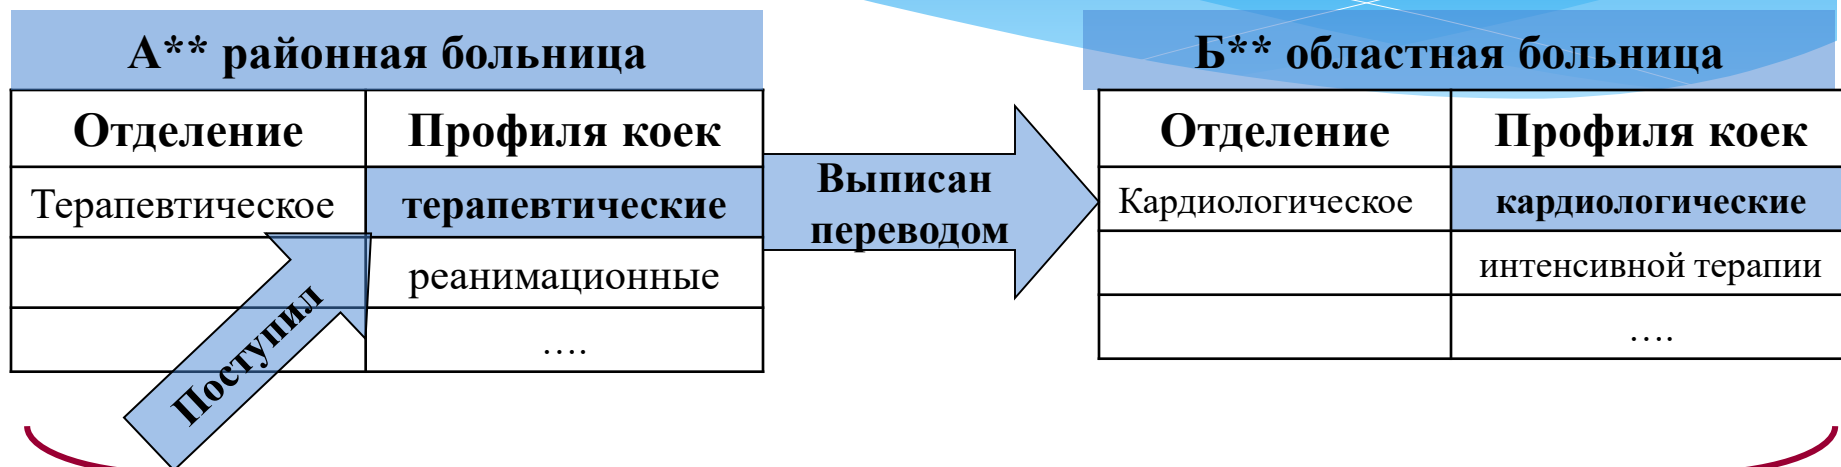 А** районная больница
Отделение Профиля коек
Терапевтическое терапевтические
реанимационные
….
Поступил
Выписан
переводом
Б** областная больница
Отделение Профиля коек
Кардиологическое кардиологические
интенсивной терапии
….